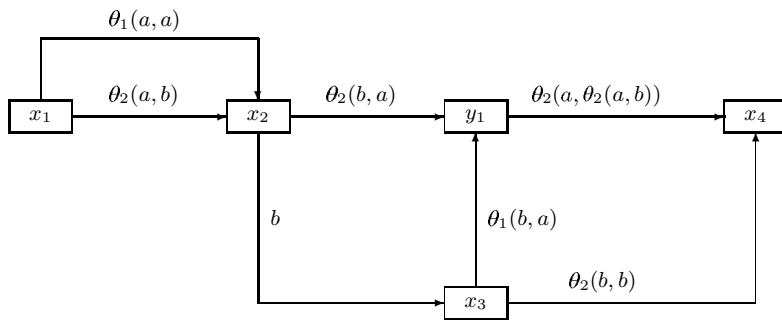 θ₁(a, a)
x₁ θ₂(a, b) x₂ θ₂(b, a) y₁ θ₂(a, θ₂(a, b)) x₄
b θ₁(b, a)
x₃ θ₂(b, b)